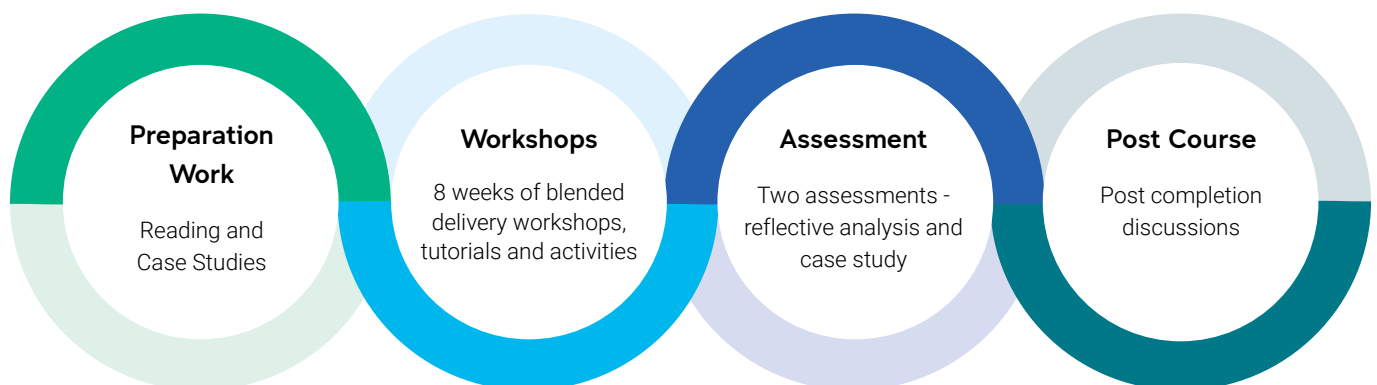 Preparation
Work
Reading and
Case Studies
Workshops
8 weeks of blended
delivery workshops,
tutorials and activities
Assessment
Two assessments -
reflective analysis and
case study
Post Course
Post completion
discussions